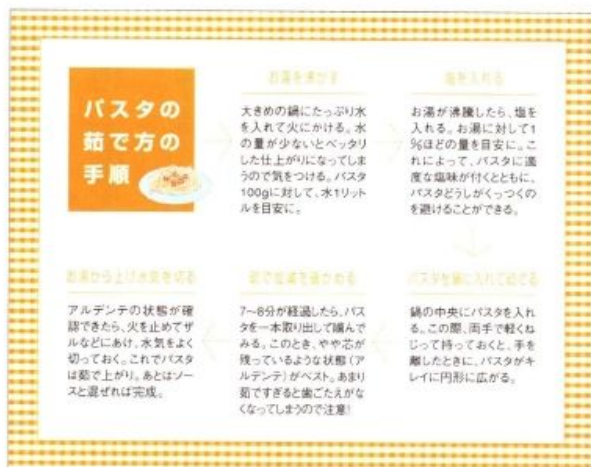 パスタの
茹で方の
手順
お湯を沸かす
大きめの鍋にたっぷり水
を入れて火にかける。水
の量が少ないとベッタリ
した仕上がりになってしま
うので気をつける。パスタ
100gに対して、水1リット
ルを目安に。
塩を入れる
お湯が沸騰したら、塩を
入れる。お湯に対して1
%ほどの量を目安に。こ
れによって、パスタに適
度な塩味が付くとともに、
パスタどうしがくっつくの
を避けることができる。
パスタを鍋に入れて茹でる
鍋の中央にパスタを入れ
る。この際、両手で軽くね
じって持っておくと、手を
離したときに、パスタがキ
レイに円形に広がる。
茹で加減を確かめる
7〜8分が経過したら、パス
タを一本取り出して噛んで
みる。このとき、やや芯が
残っているような状態(ア
ルデンテ)がベスト。あまり
茹ですぎると歯ごたえがな
くなってしまうので注意!
お湯から上げ水気を切る
アルデンテの状態が確
認できたら、火を止めてザ
ルなどにあけ、水気をよく
切っておく。これでパスタ
は茹で上がり。あとはソー
スと混ぜれば完成。